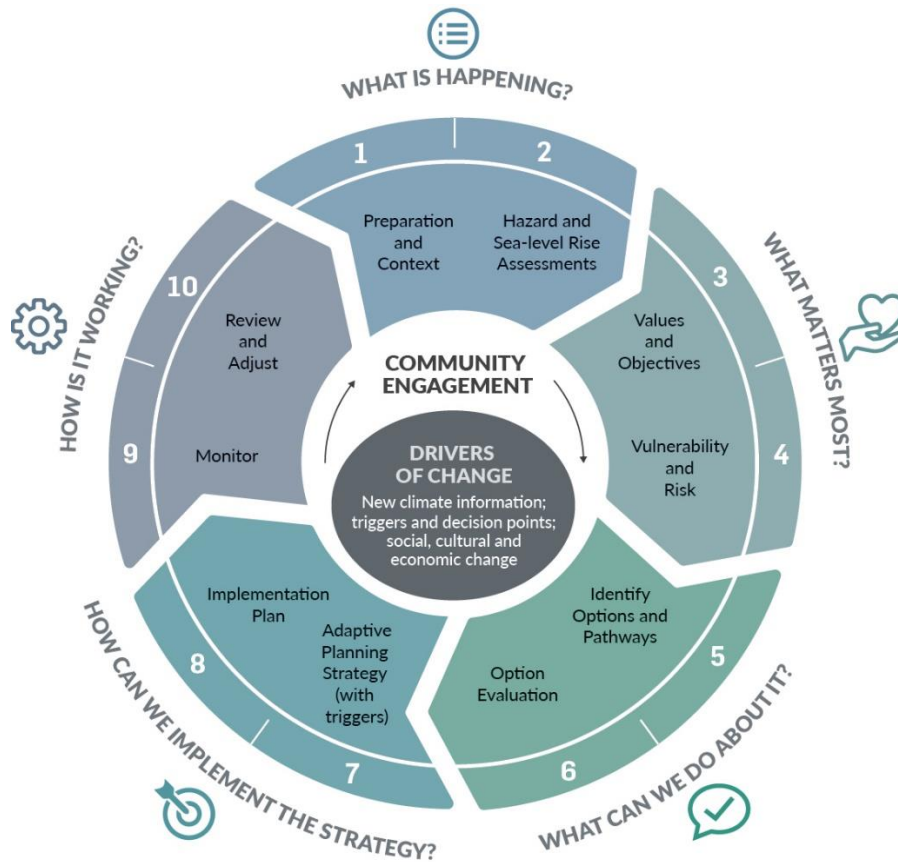 WHAT IS HAPPENING?
1
2
Preparation
and
Context
Hazard and
Sea-level Rise
Assessments
WHAT MATTERS MOST?
3
4
Values
and
Objectives
Vulnerability
and
Risk
WHAT CAN WE DO ABOUT IT?
5
6
Identify
Options and
Pathways
Option
Evaluation
HOW CAN WE IMPLEMENT THE STRATEGY?
7
8
Adaptive
Planning
Strategy
(with
triggers)
Implementation
Plan
HOW IS IT WORKING?
9
10
Monitor
Review
and
Adjust
COMMUNITY
ENGAGEMENT
DRIVERS
OF CHANGE
New climate information;
triggers and decision points;
social, cultural and
economic change